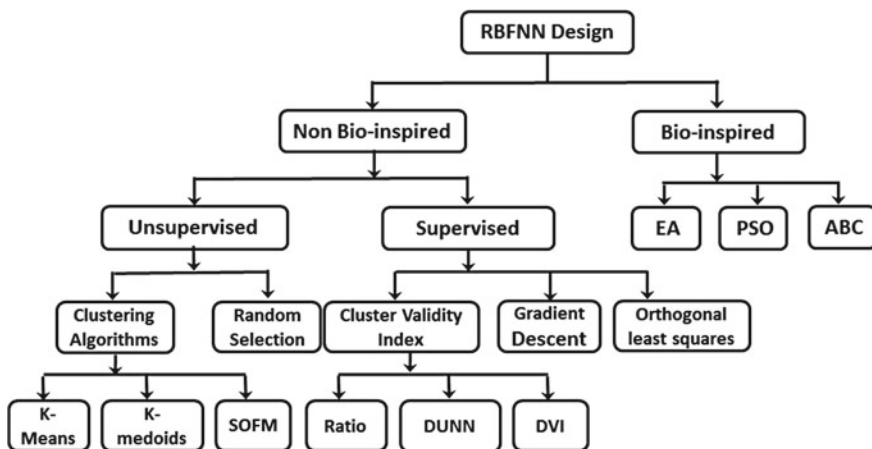 RBFNN Design
Non Bio-inspired
Bio-inspired
Unsupervised
Supervised
EA
PSO
ABC
Clustering
Algorithms
Random
Selection
Cluster Validity
Index
Gradient
Descent
Orthogonal
least squares
K-
Means
K-
medoids
SOFM
Ratio
DUNN
DVI